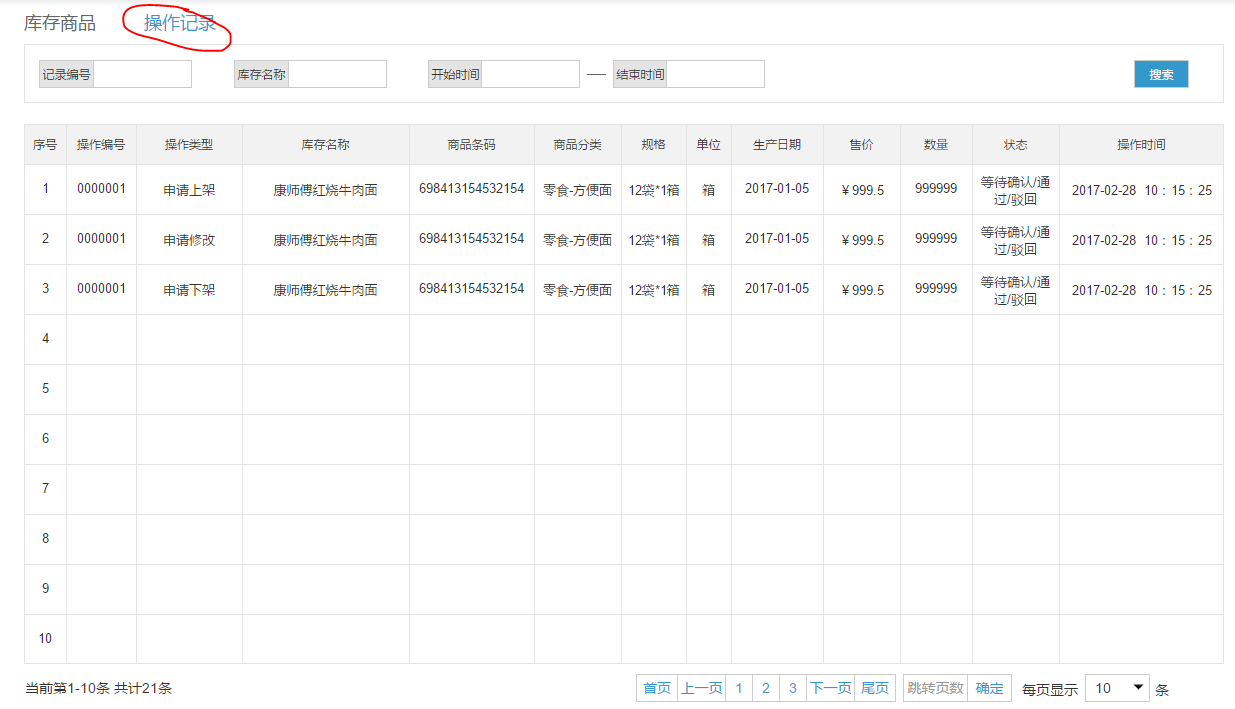 库存商品 操作记录
记录编号 库存名称 开始时间 — 结束时间 搜索
序号 操作编号 操作类型 库存名称 商品条码 商品分类 规格 单位 生产日期 售价 数量 状态 操作时间
1 0000001 申请上架 康师傅红烧牛肉面 698413154532154 零食-方便面 12袋*1箱 箱 2017-01-05 ￥999.5 999999 等待确认/通过/驳回 2017-02-28 10：15：25
2 0000001 申请修改 康师傅红烧牛肉面 698413154532154 零食-方便面 12袋*1箱 箱 2017-01-05 ￥999.5 999999 等待确认/通过/驳回 2017-02-28 10：15：25
3 0000001 申请下架 康师傅红烧牛肉面 698413154532154 零食-方便面 12袋*1箱 箱 2017-01-05 ￥999.5 999999 等待确认/通过/驳回 2017-02-28 10：15：25
4
5
6
7
8
9
10
当前第1-10条 共计21条 首页 上一页 1 2 3 下一页 尾页 跳转页数 确定 每页显示 10 条